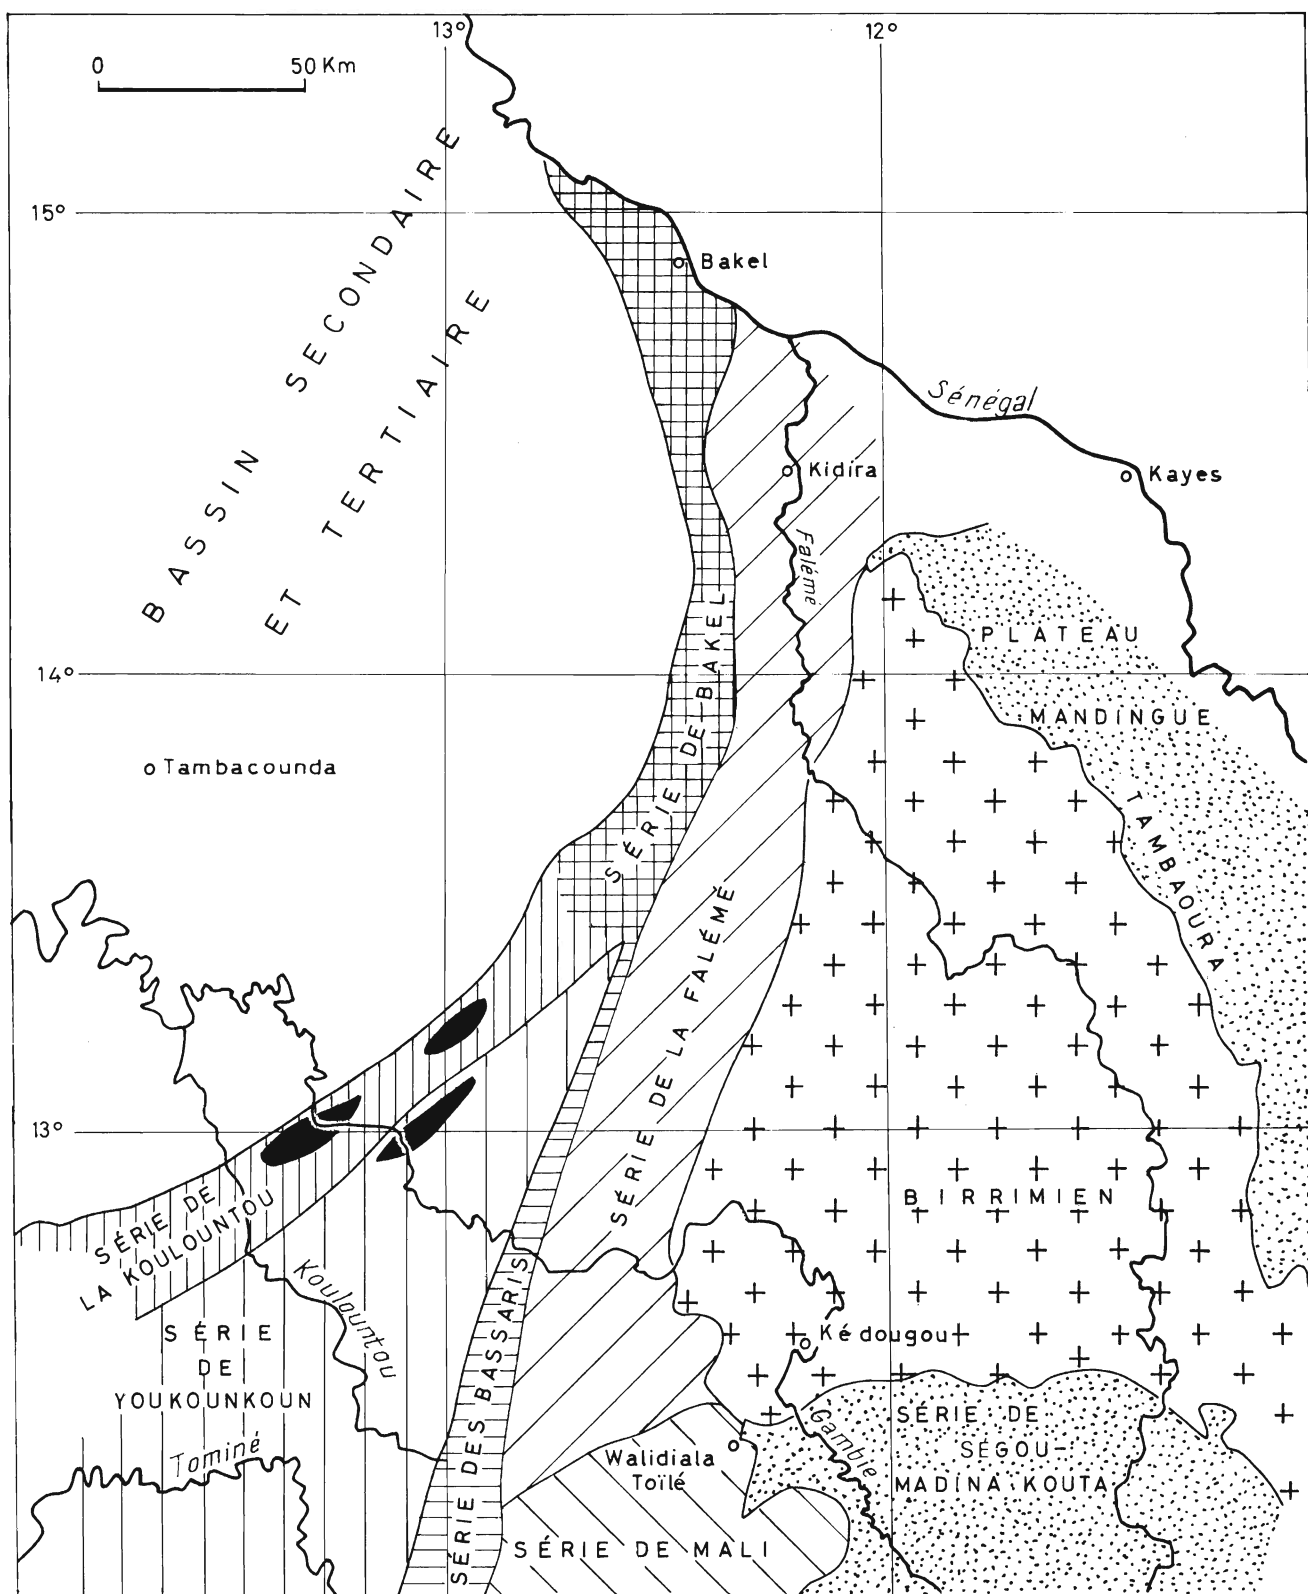 13°
12°
0
50 Km
BASSIN SECONDAIRE
ET TERTIAIRE
15°
Bakel
Sénégal
Kidira
Kayes
Falémé
PLATEAU
MANDINGUE
14°
SÉRIE DE BAKEL
Tambacounda
TAMBAOURA
SÉRIE DE LA FALÉMÉ
13°
BIRRIMIEN
SÉRIE DE
LA KOULOUNTOU
Koulountou
SÉRIE
DE
YOUKOUNKOUN
Tominé
SÉRIE DES BASSARIS
Kédougou
Gambie
SÉRIE DE
SÉGOU-
MADINA KOUTA
Walidiala
Toïlé
SÉRIE DE MALI